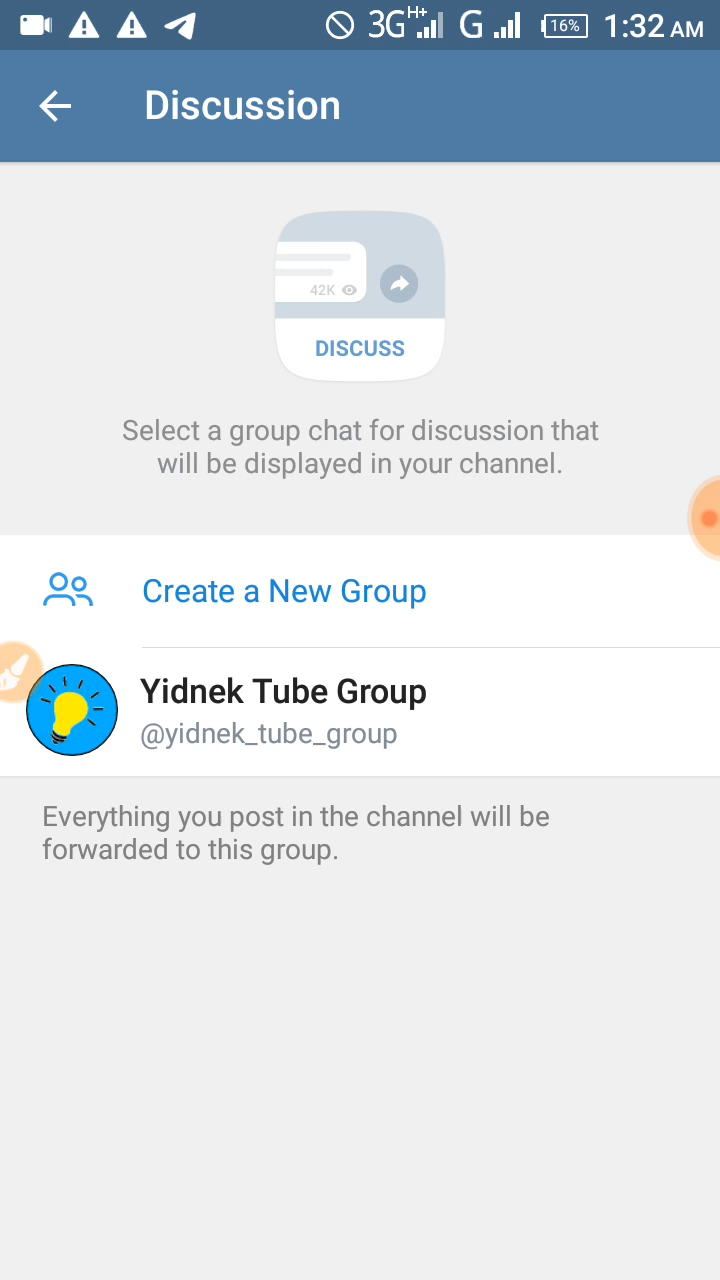 3G H+ G 16% 1:32 AM
Discussion
42K
DISCUSS
Select a group chat for discussion that
will be displayed in your channel.
Create a New Group
Yidnek Tube Group
@yidnek_tube_group
Everything you post in the channel will be
forwarded to this group.